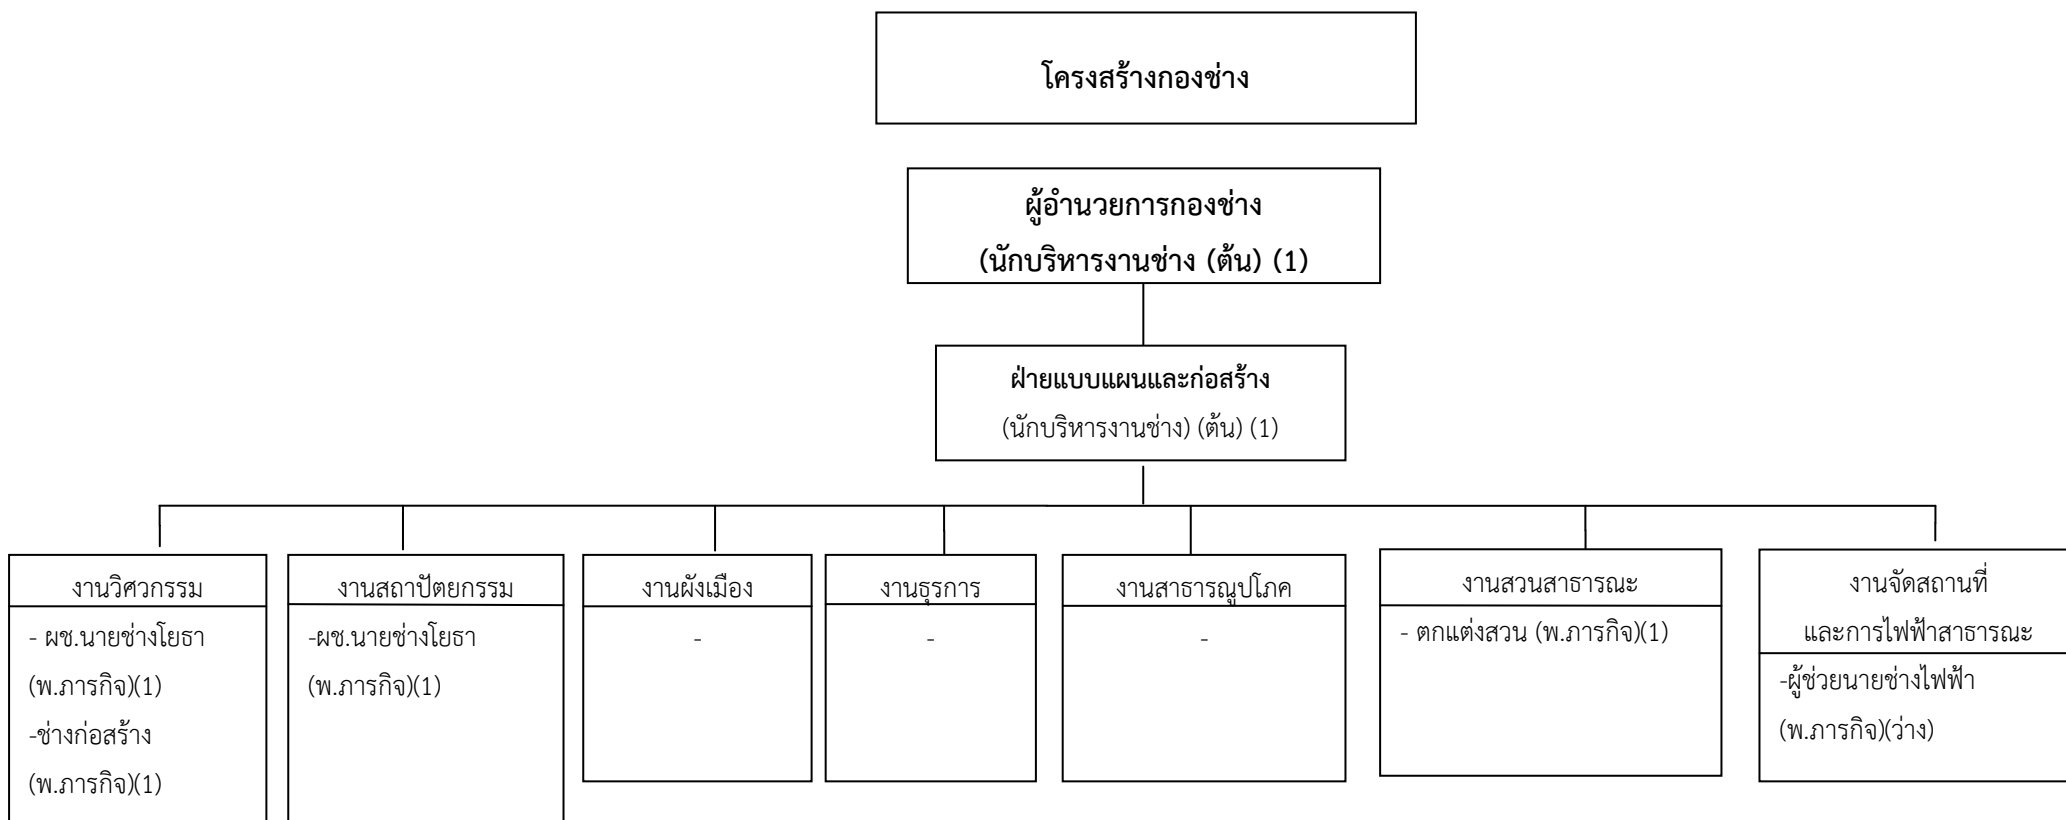 โครงสร้างกองช่าง
ผู้อำนวยการกองช่าง
(นักบริหารงานช่าง (ต้น) (1)
ฝ่ายแบบแผนและก่อสร้าง
(นักบริหารงานช่าง) (ต้น) (1)
งานวิศวกรรม
- ผช.นายช่างโยธา
(พ.ภารกิจ)(1)
-ช่างก่อสร้าง
(พ.ภารกิจ)(1)
งานสถาปัตยกรรม
-ผช.นายช่างโยธา
(พ.ภารกิจ)(1)
งานผังเมือง
-
งานธุรการ
-
งานสาธารณูปโภค
-
งานสวนสาธารณะ
- ตกแต่งสวน (พ.ภารกิจ)(1)
งานจัดสถานที่
และการไฟฟ้าสาธารณะ
-ผู้ช่วยนายช่างไฟฟ้า
(พ.ภารกิจ)(ว่าง)